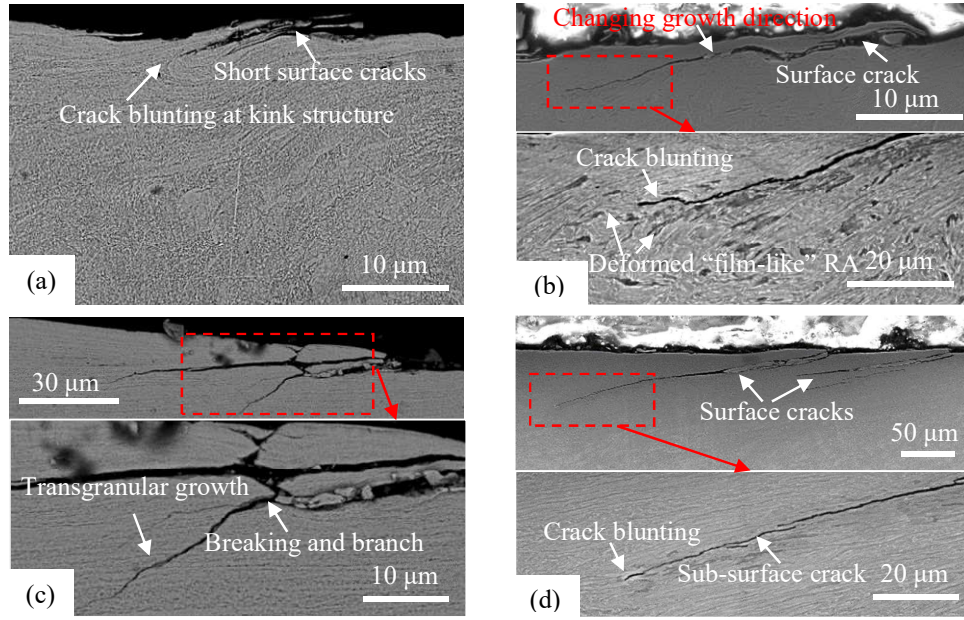 Short surface cracks
Crack blunting at kink structure
10 μm
(a)
Changing growth direction
Surface crack
10 μm
Crack blunting
Deformed “film-like” RA
20 μm
(b)
30 μm
Transgranular growth
Breaking and branch
10 μm
(c)
Surface cracks
50 μm
Crack blunting
Sub-surface crack
20 μm
(d)